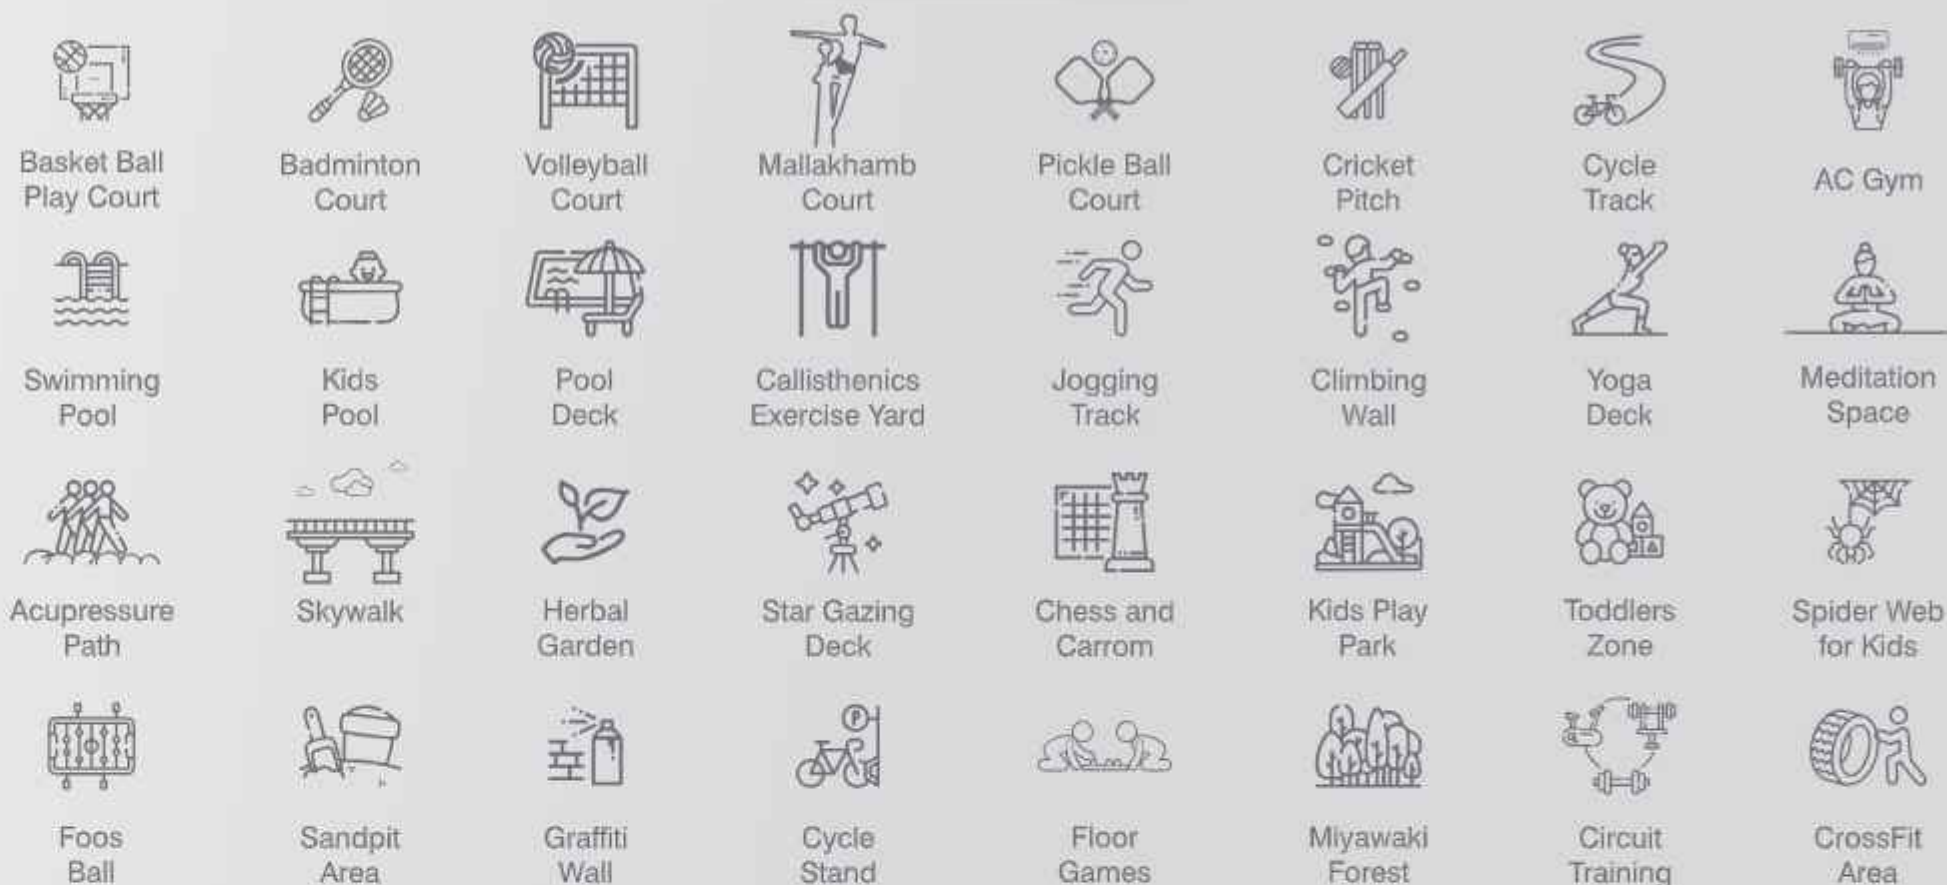 Basket Ball
Play Court
Badminton
Court
Volleyball
Court
Mallakhamb
Court
Pickle Ball
Court
Cricket
Pitch
Cycle
Track
AC Gym
Swimming
Pool
Kids
Pool
Pool
Deck
Callisthenics
Exercise Yard
Jogging
Track
Climbing
Wall
Yoga
Deck
Meditation
Space
Acupressure
Path
Skywalk
Herbal
Garden
Star Gazing
Deck
Chess and
Carrom
Kids Play
Park
Toddlers
Zone
Spider Web
for Kids
P
Foos
Ball
Sandpit
Area
Graffiti
Wall
Cycle
Stand
Floor
Games
Miyawaki
Forest
Circuit
Training
CrossFit
Area